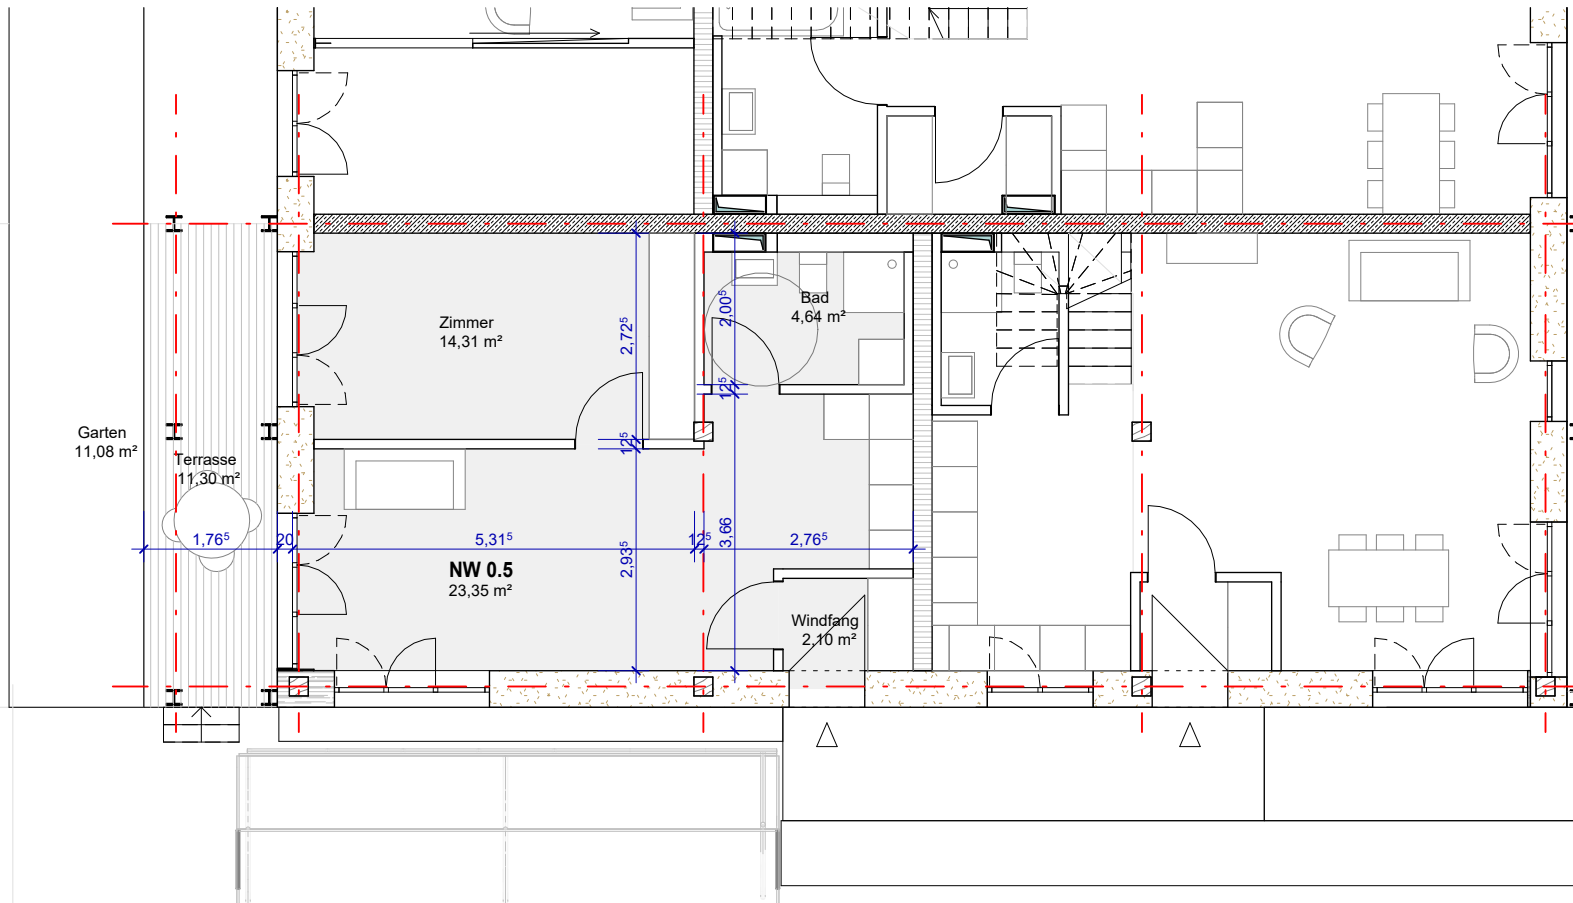 Zimmer
14,31 m²
2,72⁵
2,00⁵
Bad
4,64 m²
12⁵
12⁵
Garten
11,08 m²
Terrasse
11,30 m²
1,76⁵
20
5,31⁵
12⁵
2,76⁵
2,93⁵
3,66
NW 0.5
23,35 m²
Windfang
2,10 m²